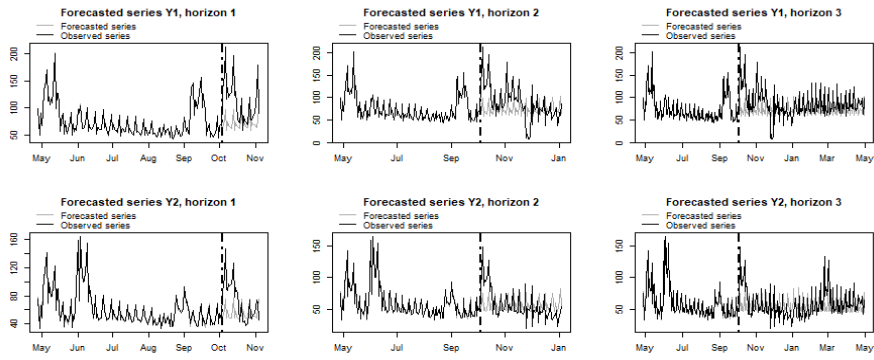 Forecasted series Y1, horizon 1
Forecasted series
Observed series
200
150
100
50
May Jun Jul Aug Sep Oct Nov
Forecasted series Y1, horizon 2
Forecasted series
Observed series
200
150
100
50
0
May Jul Sep Nov Jan
Forecasted series Y1, horizon 3
Forecasted series
Observed series
200
150
100
50
0
May Jul Sep Nov Jan Mar May
Forecasted series Y2, horizon 1
Forecasted series
Observed series
160
120
80
40
May Jun Jul Aug Sep Oct Nov
Forecasted series Y2, horizon 2
Forecasted series
Observed series
150
100
50
May Jul Sep Nov Jan
Forecasted series Y2, horizon 3
Forecasted series
Observed series
150
100
50
May Jul Sep Nov Jan Mar May